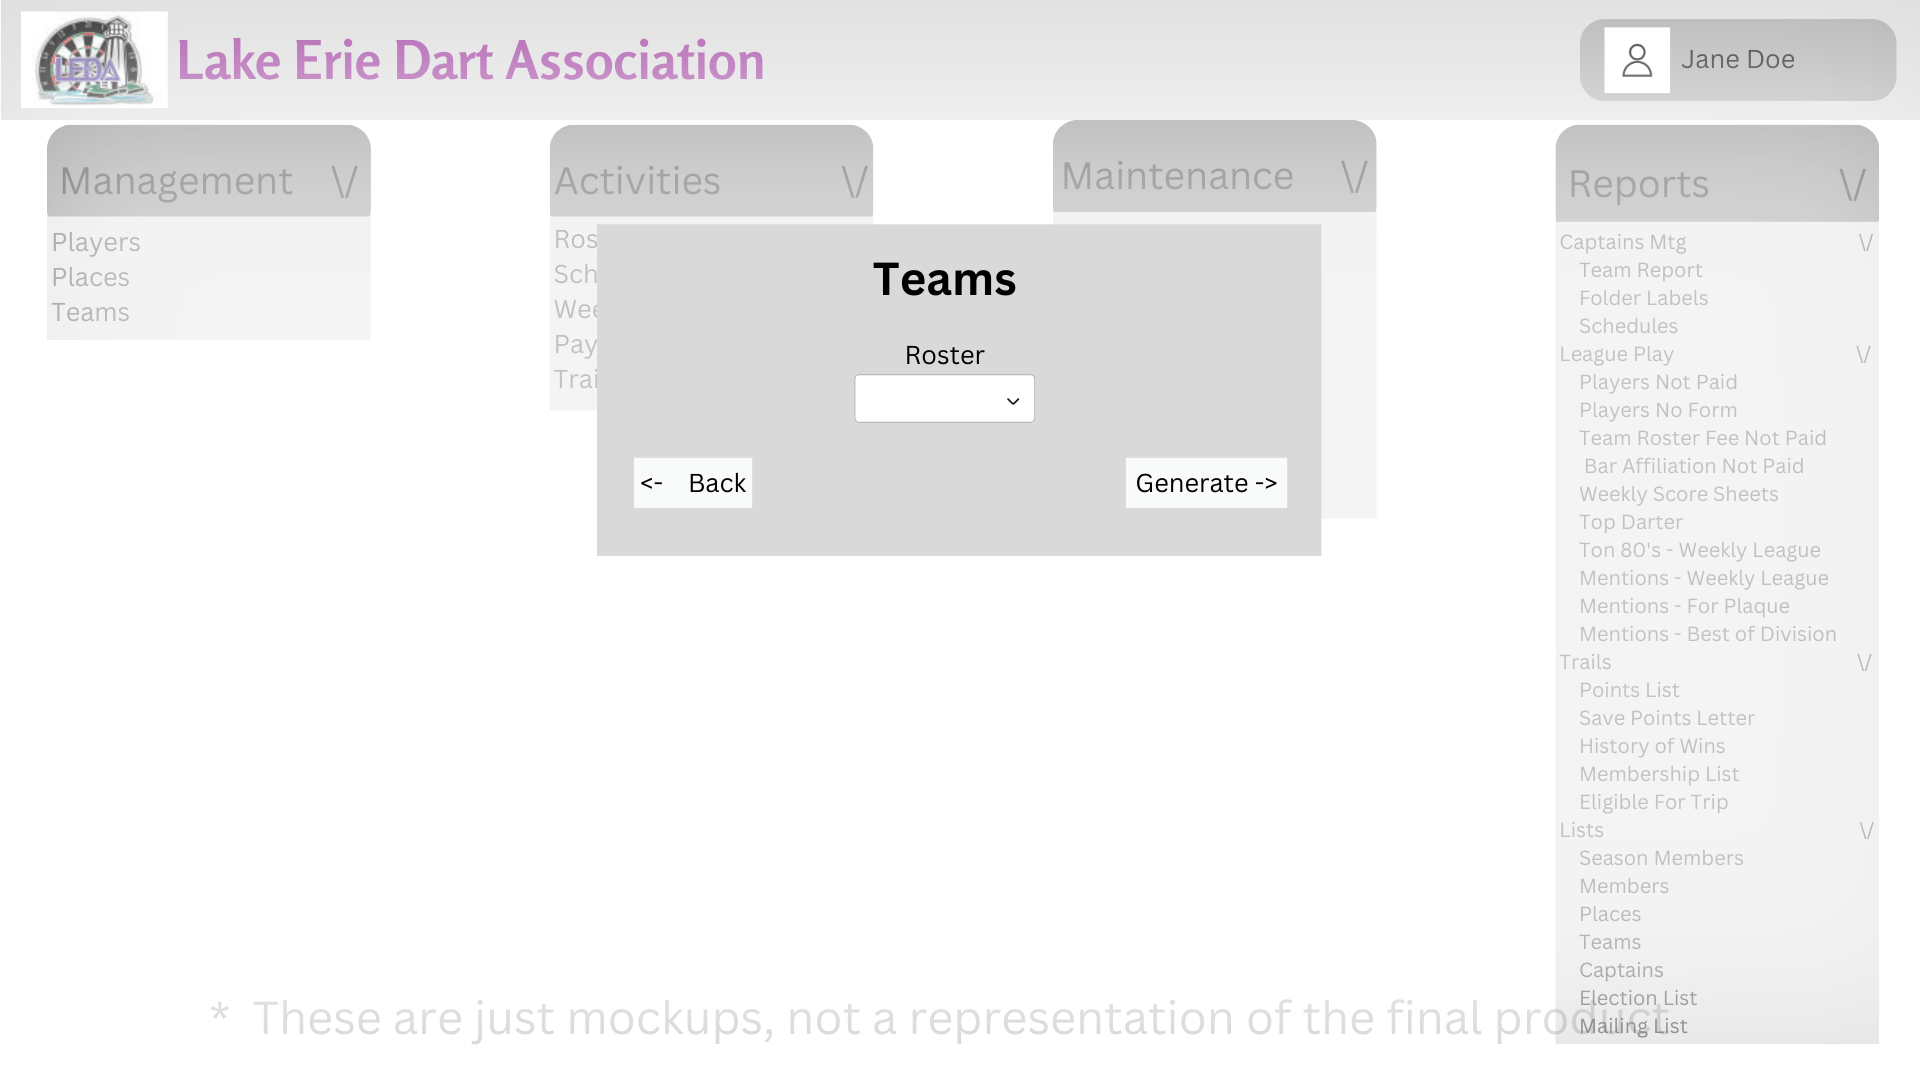 LEDA
Lake Erie Dart Association
Jane Doe
Management \/
Players
Places
Teams
Activities \/
Ros
Sch
Wee
Pay
Trai
Maintenance \/
Teams
Roster
<- Back
Generate ->
Reports \/
Captains Mtg \/
Team Report
Folder Labels
Schedules
League Play \/
Players Not Paid
Players No Form
Team Roster Fee Not Paid
Bar Affiliation Not Paid
Weekly Score Sheets
Top Darter
Ton 80's - Weekly League
Mentions - Weekly League
Mentions - For Plaque
Mentions - Best of Division
Trails \/
Points List
Save Points Letter
History of Wins
Membership List
Eligible For Trip
Lists \/
Season Members
Members
Places
Teams
Captains
Election List
Mailing List
* These are just mockups, not a representation of the final product